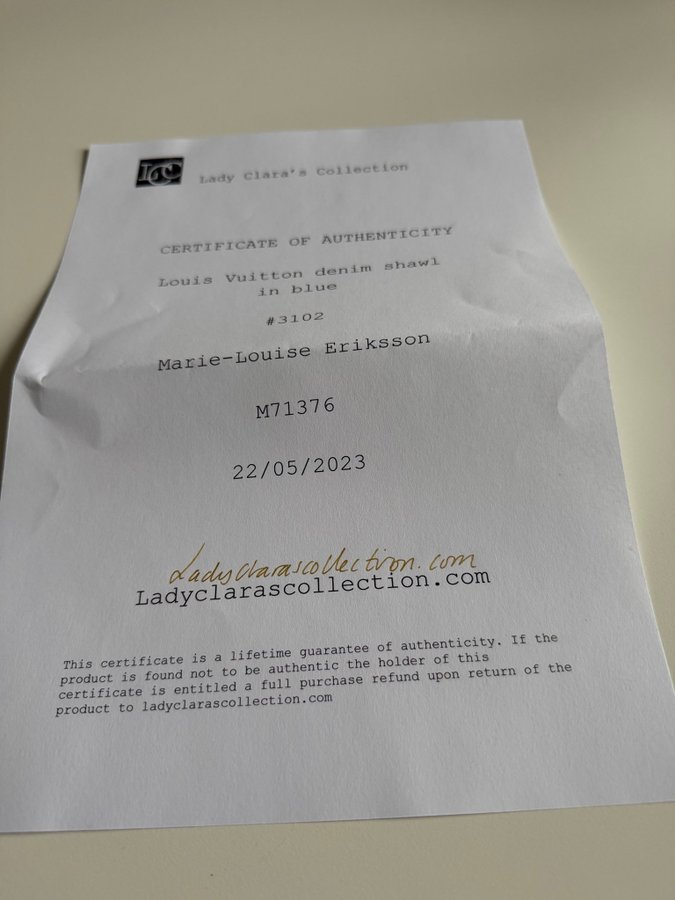 LCC
Lady Clara's Collection
CERTIFICATE OF AUTHENTICITY
Louis Vuitton denim shawl
in blue
#3102
Marie-Louise Eriksson
M71376
22/05/2023
Ladyclarascollection.com
Ladyclarascollection.com
This certificate is a lifetime guarantee of authenticity. If the
product is found not to be authentic the holder of this
certificate is entitled a full purchase refund upon return of the
product to ladyclarascollection.com